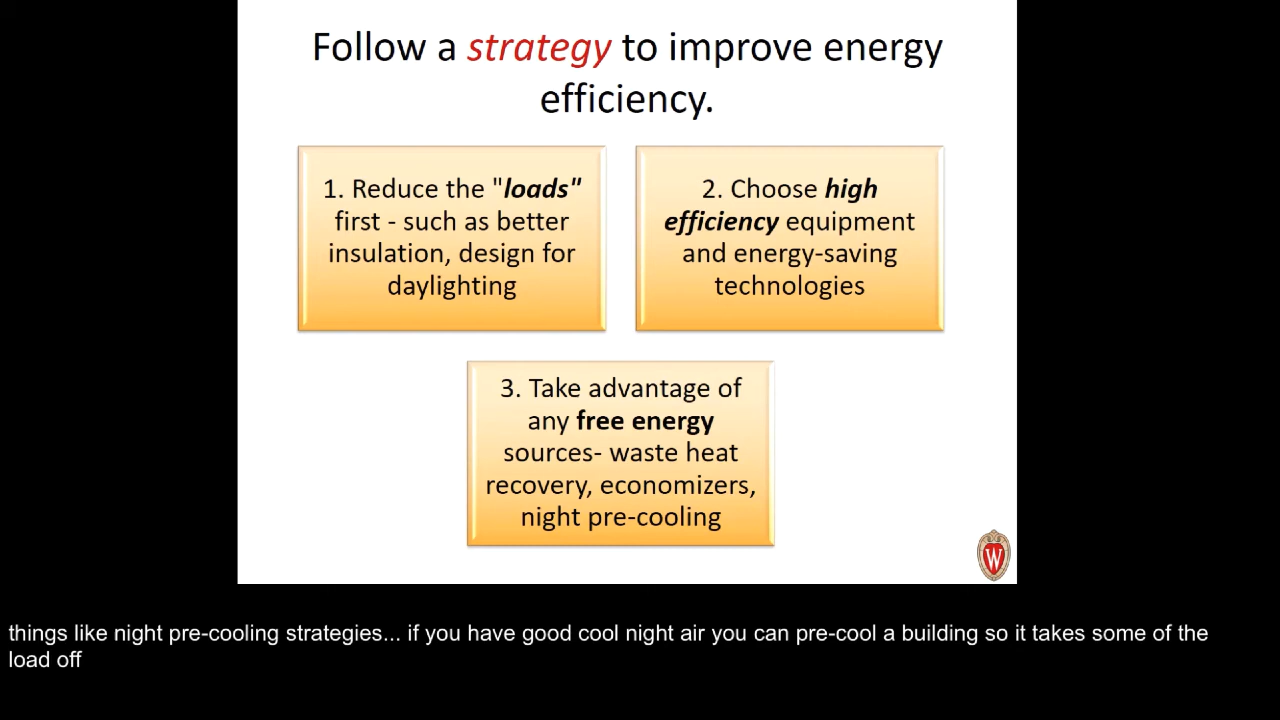 Follow a strategy to improve energy
efficiency.
1. Reduce the "loads"
first - such as better
insulation, design for
daylighting
2. Choose high
efficiency equipment
and energy-saving
technologies
3. Take advantage of
any free energy
sources- waste heat
recovery, economizers,
night pre-cooling
W
things like night pre-cooling strategies... if you have good cool night air you can pre-cool a building so it takes some of the
load off